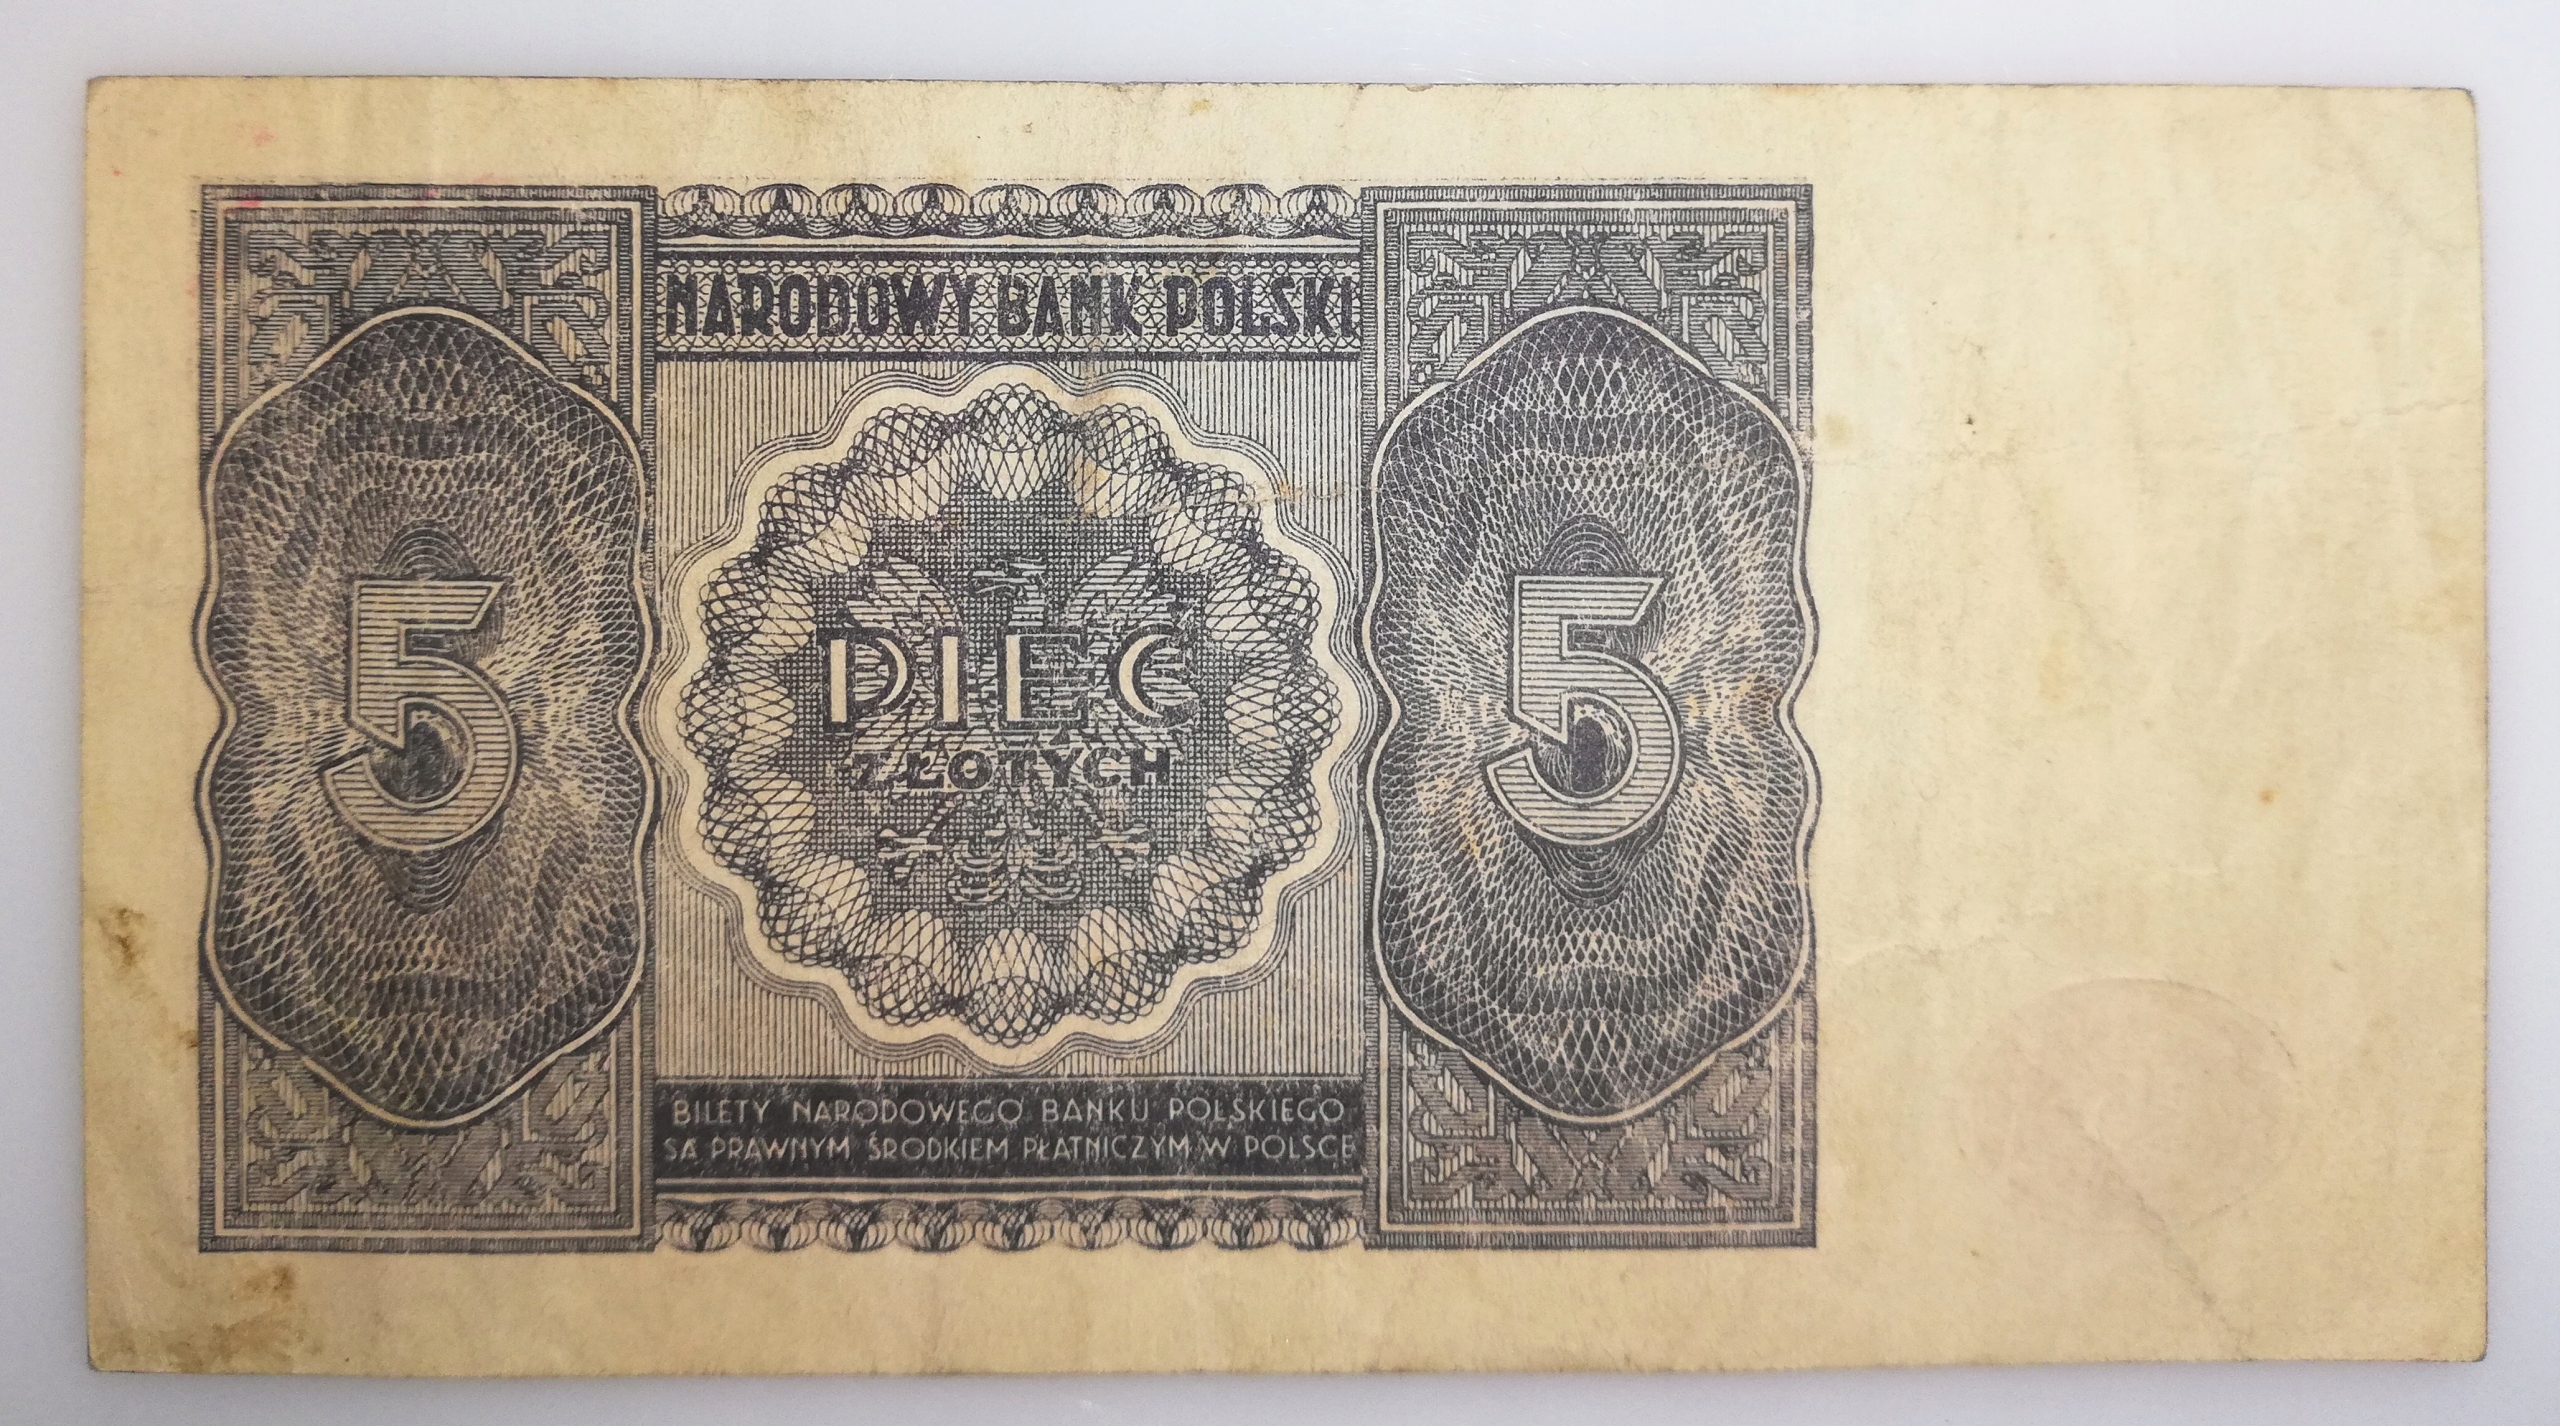 NARODOWY BANK POLSKI
5
PIĘĆ
ZŁOTYCH
5
BILETY NARODOWEGO BANKU POLSKIEGO
SĄ PRAWNYM ŚRODKIEM PŁATNICZYM W POLSCE